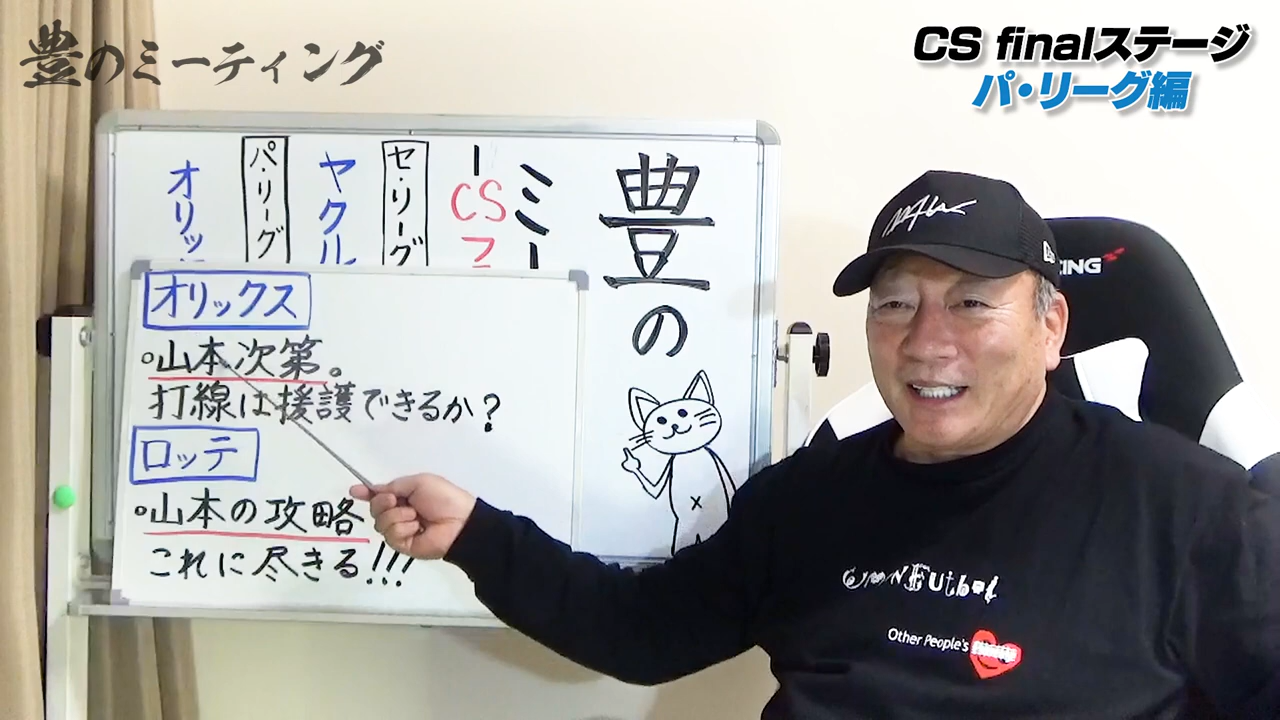 豊のミーティング
CS finalステージ
パ・リーグ編
豊の
ミー
ー
CS
フ
セ・リーグ
ヤクル
パ・リーグ
オリッ
オリックス
○山本次第。
打線は援護できるか?
ロッテ
○山本の攻略
これに尽きる!!!
ING
Other People's